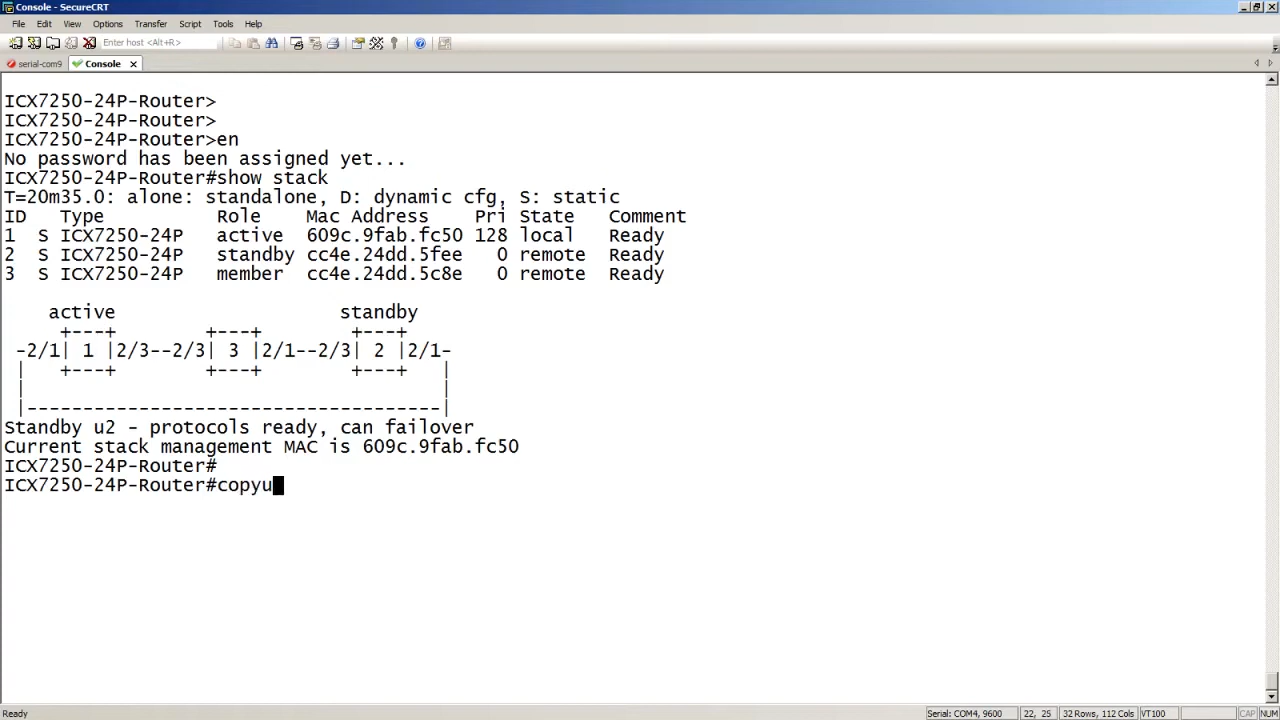 Console - SecureCRT
File Edit View Options Transfer Script Tools Help
Enter host <Alt+R>
serial-com9 Console
ICX7250-24P-Router>
ICX7250-24P-Router>
ICX7250-24P-Router>en
No password has been assigned yet...
ICX7250-24P-Router#show stack
T=20m35.0: alone: standalone, D: dynamic cfg, S: static
ID   Type          Role    Mac Address    Pri State   Comment
1  S ICX7250-24P   active  609c.9fab.fc50 128 local   Ready
2  S ICX7250-24P   standby cc4e.24dd.5fee   0 remote  Ready
3  S ICX7250-24P   member  cc4e.24dd.5c8e   0 remote  Ready
    active                       standby
     +---+        +---+        +---+
 -2/1| 1 |2/3--2/3| 3 |2/1--2/3| 2 |2/1-
 |   +---+        +---+        +---+   |
 |                                     |
 |-------------------------------------|
Standby u2 - protocols ready, can failover
Current stack management MAC is 609c.9fab.fc50
ICX7250-24P-Router#
ICX7250-24P-Router#copyu
Ready Serial: COM4, 9600 22, 25 32 Rows, 112 Cols VT100 CAP NUM